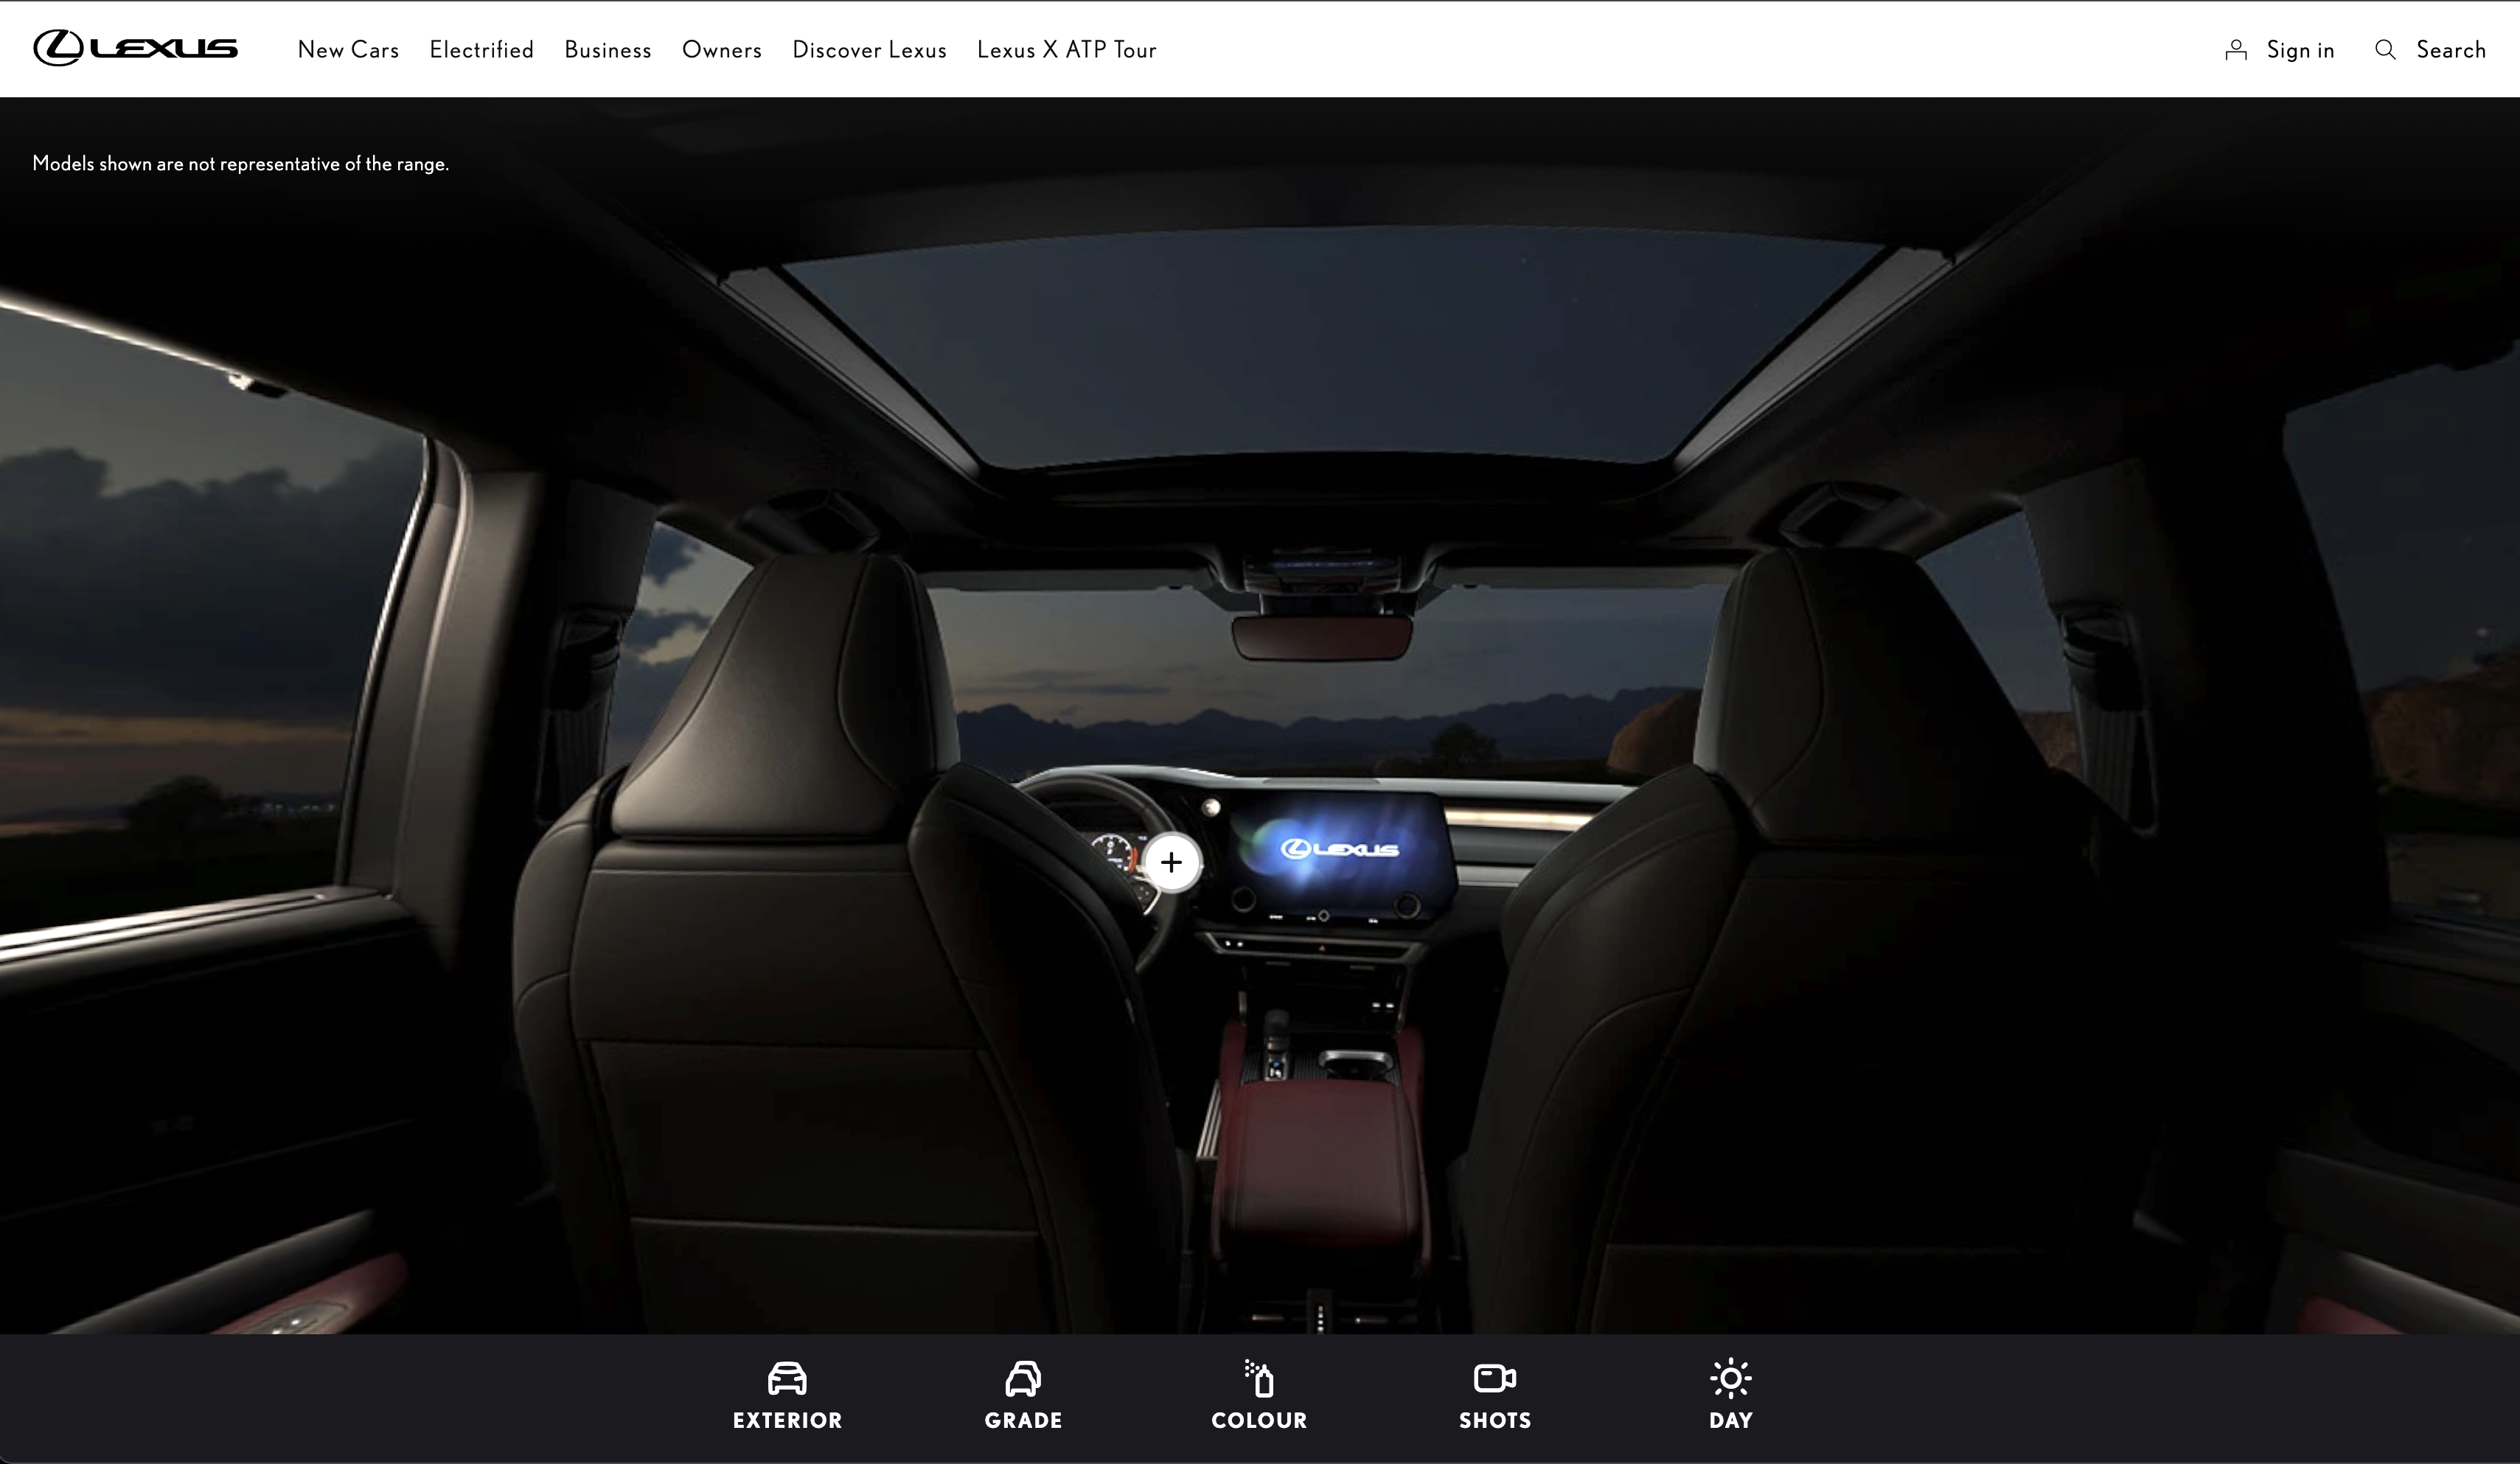 LEXUS
New Cars
Electrified
Business
Owners
Discover Lexus
Lexus X ATP Tour
Sign in
Search
Models shown are not representative of the range.
LEXUS
EXTERIOR
GRADE
COLOUR
SHOTS
DAY